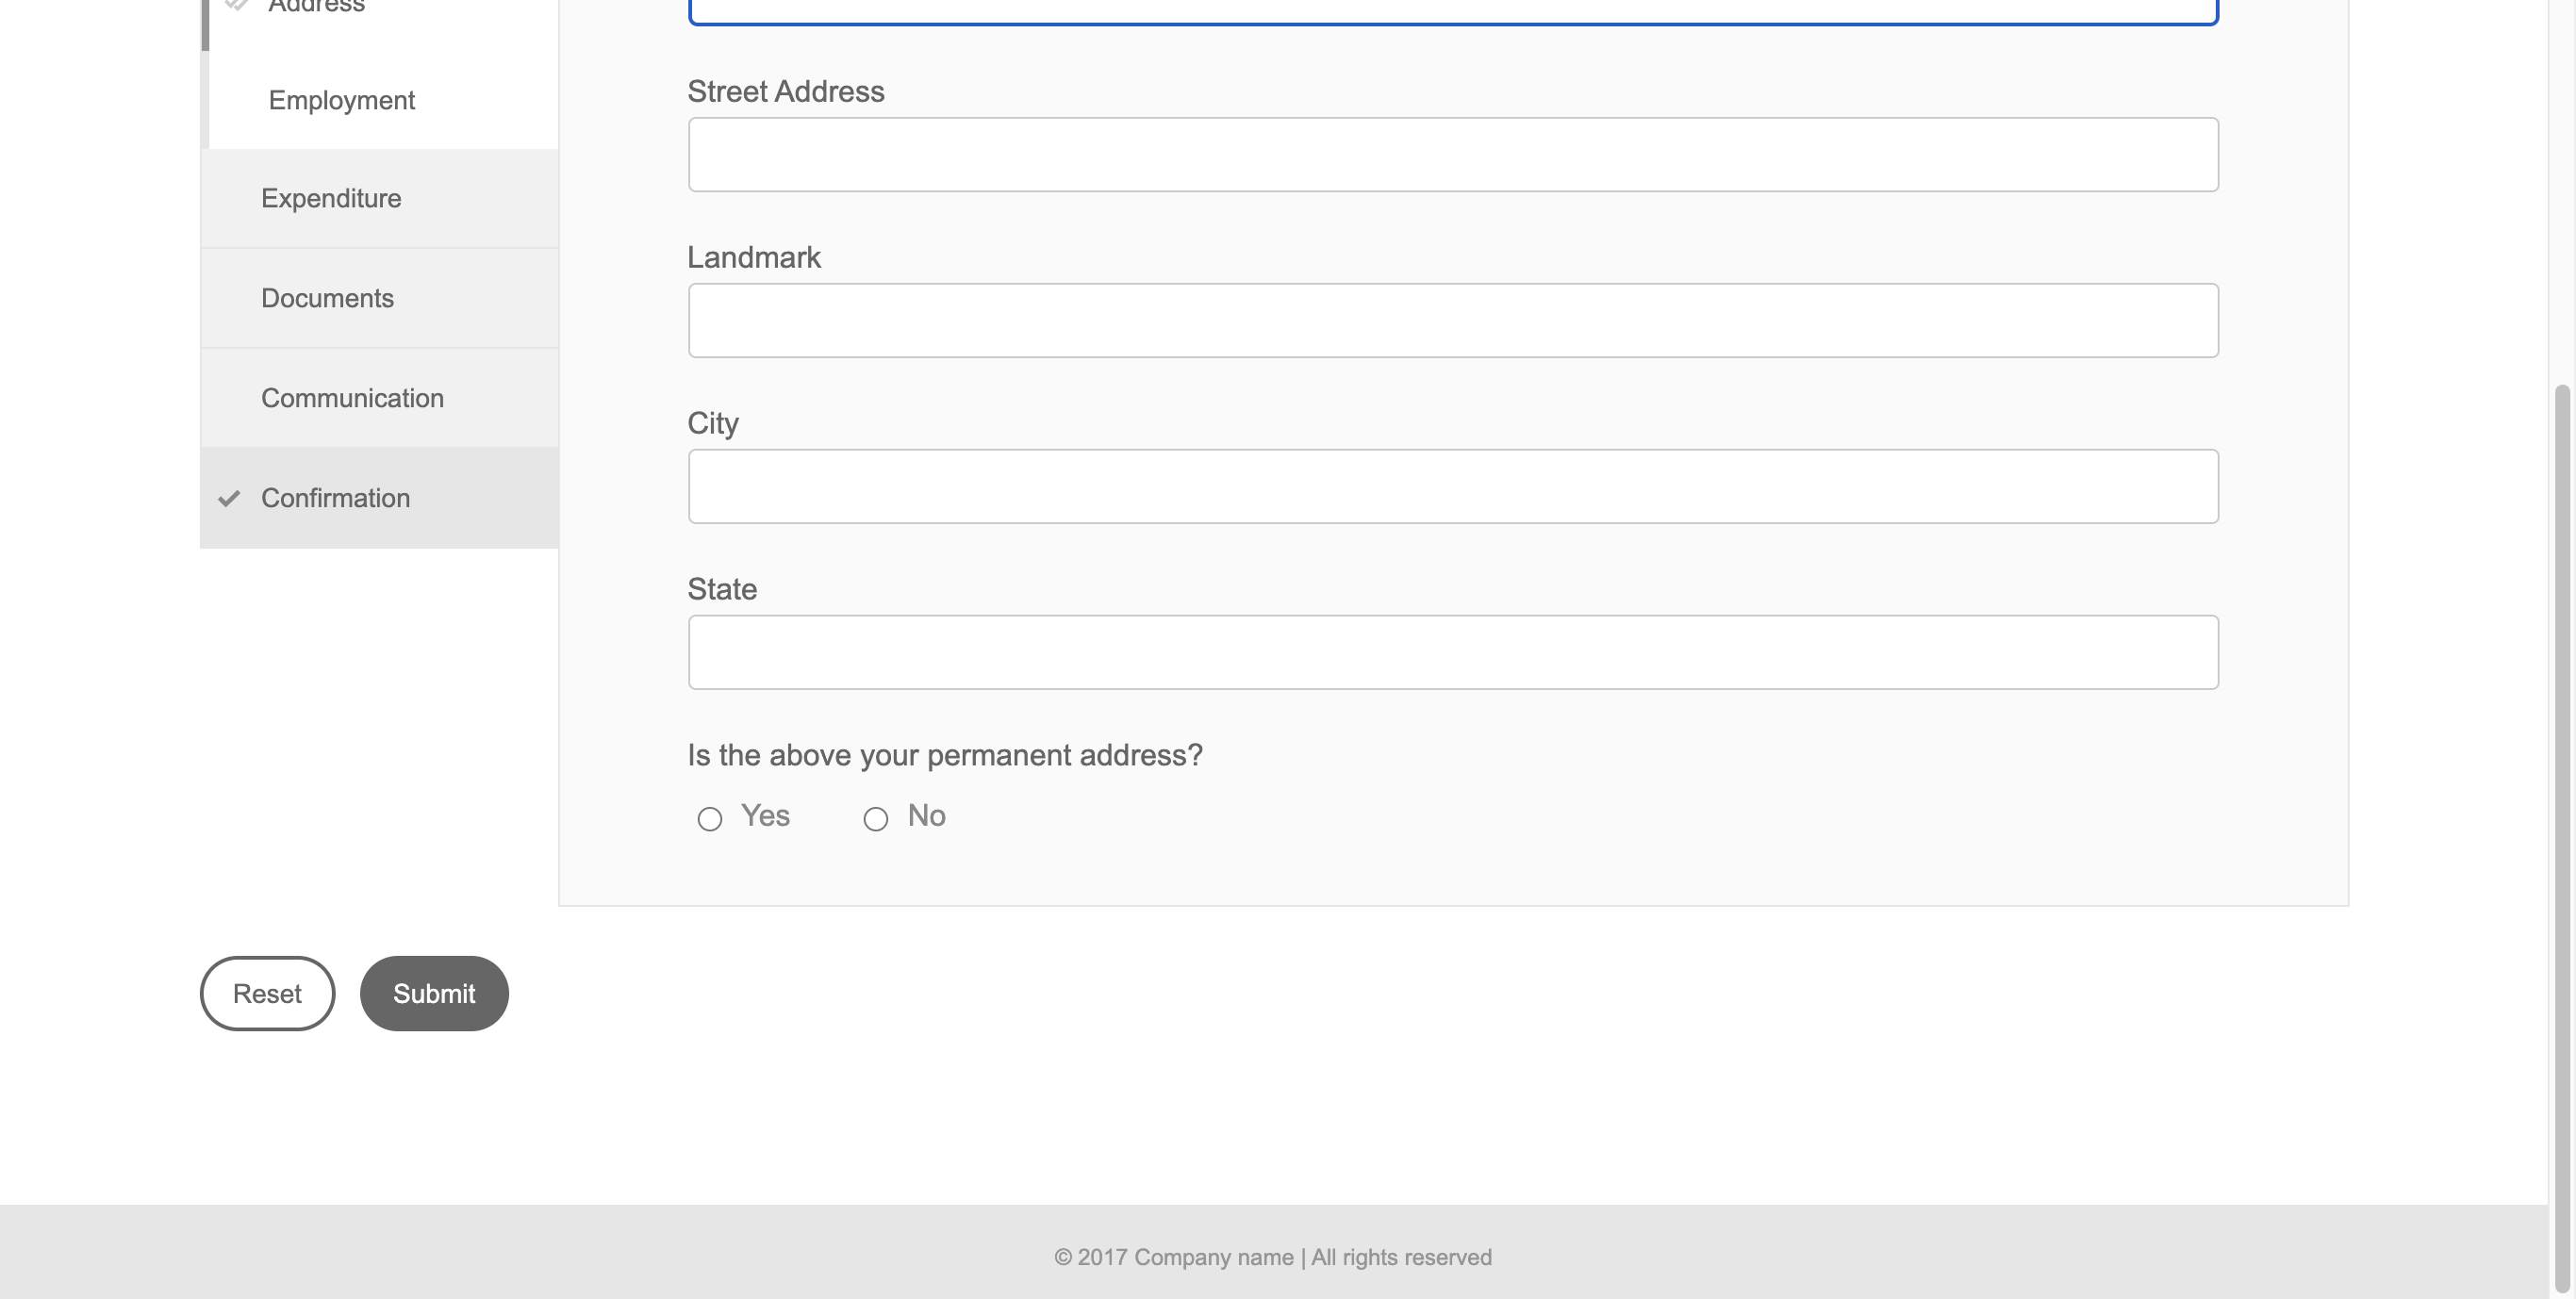 Address
Employment
Expenditure
Documents
Communication
Confirmation
Street Address
Landmark
City
State
Is the above your permanent address?
Yes No
Reset Submit
© 2017 Company name | All rights reserved